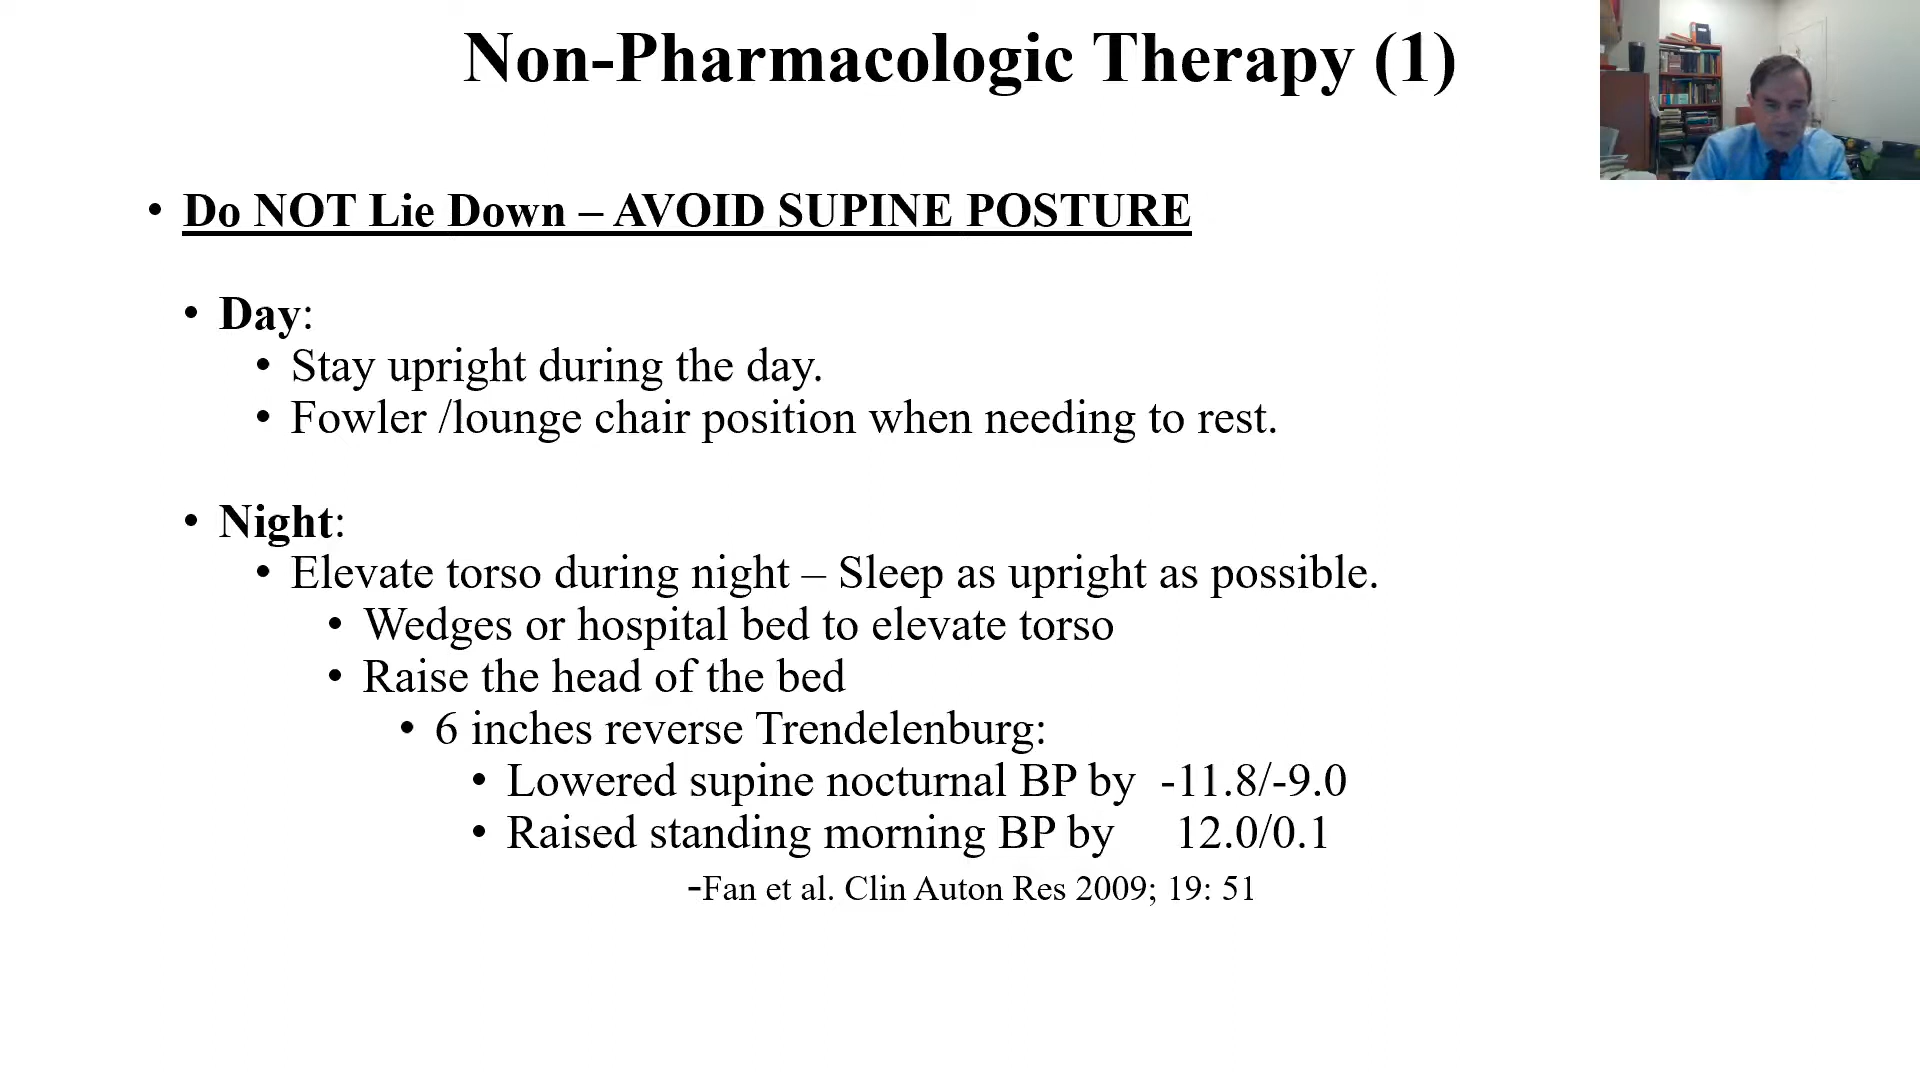 Non-Pharmacologic Therapy (1)
• Do NOT Lie Down – AVOID SUPINE POSTURE
• Day:
• Stay upright during the day.
• Fowler /lounge chair position when needing to rest.
• Night:
• Elevate torso during night – Sleep as upright as possible.
• Wedges or hospital bed to elevate torso
• Raise the head of the bed
• 6 inches reverse Trendelenburg:
• Lowered supine nocturnal BP by -11.8/-9.0
• Raised standing morning BP by 12.0/0.1
-Fan et al. Clin Auton Res 2009; 19: 51